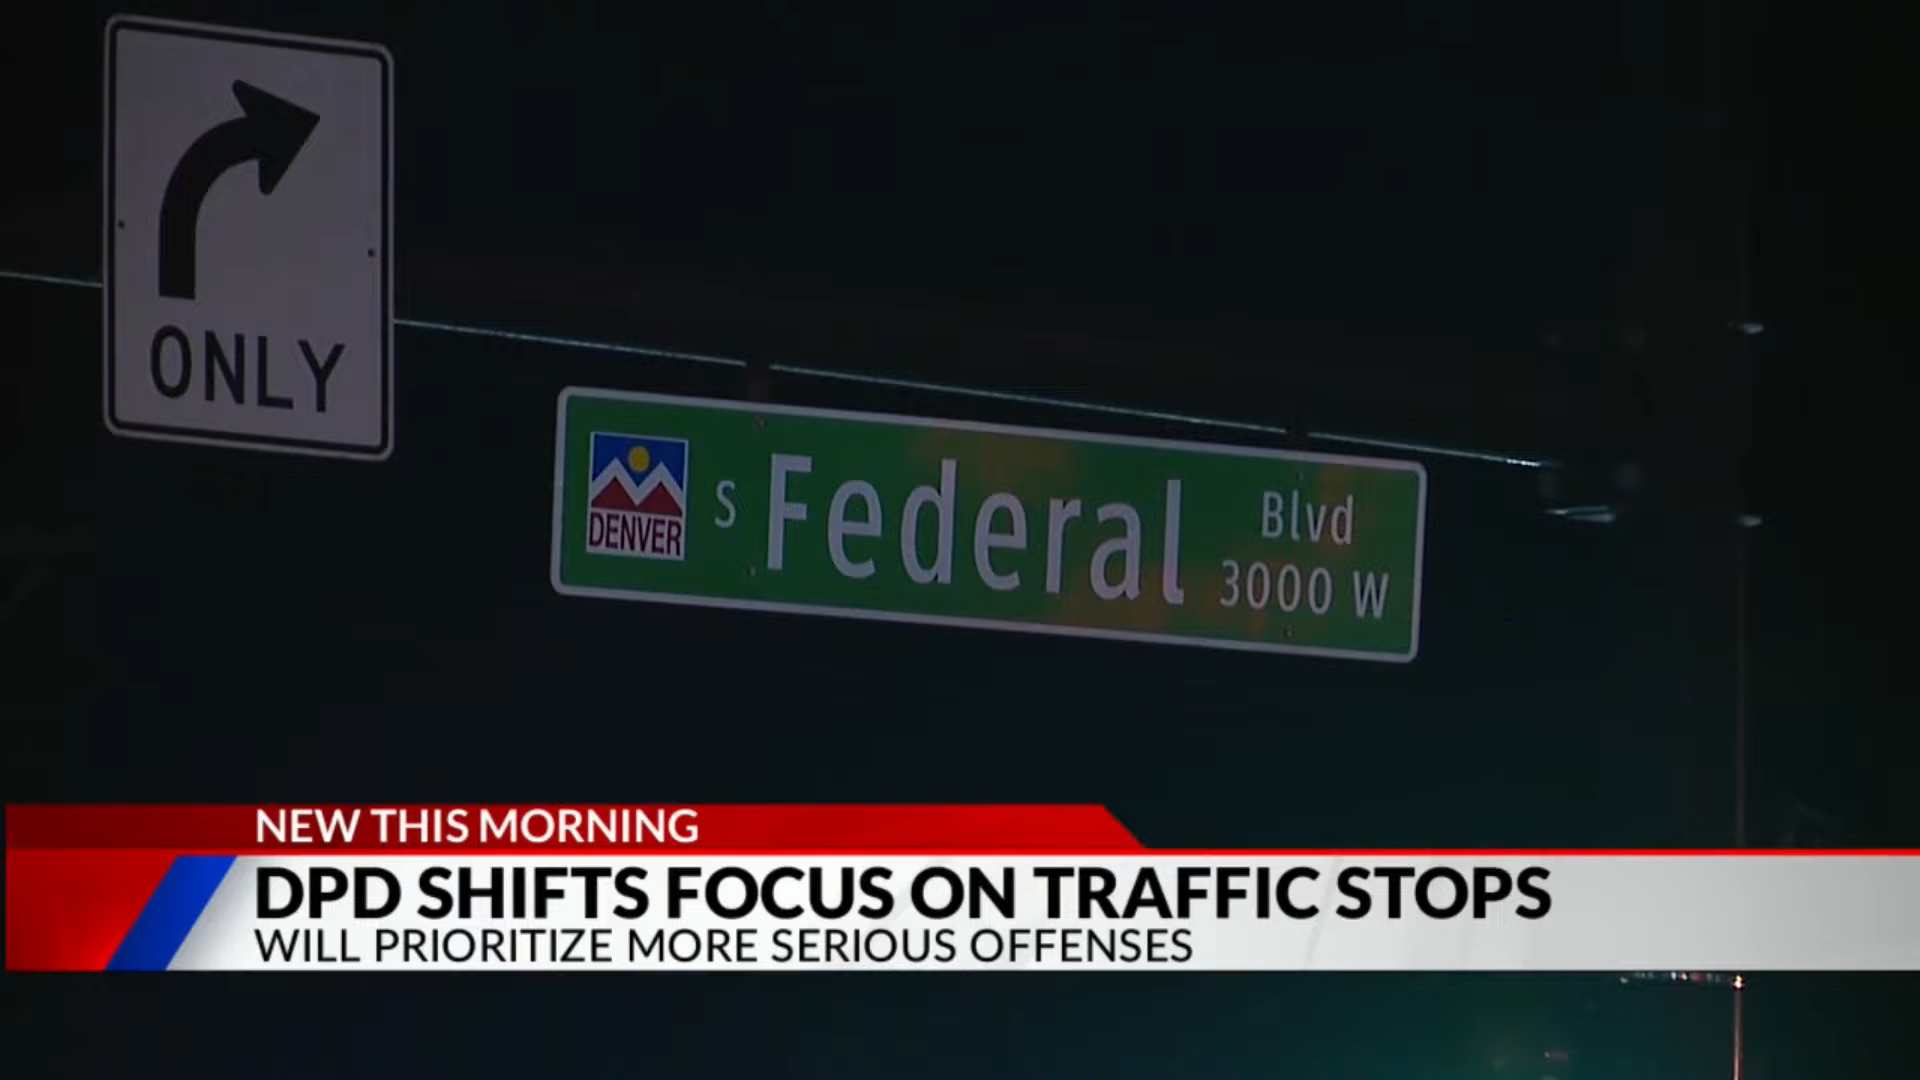 ONLY
DENVER
S Federal Blvd
3000 W
NEW THIS MORNING
DPD SHIFTS FOCUS ON TRAFFIC STOPS
WILL PRIORITIZE MORE SERIOUS OFFENSES